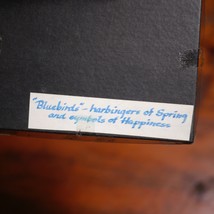 "Bluebirds" - harbingers of Spring
and symbols of Happiness